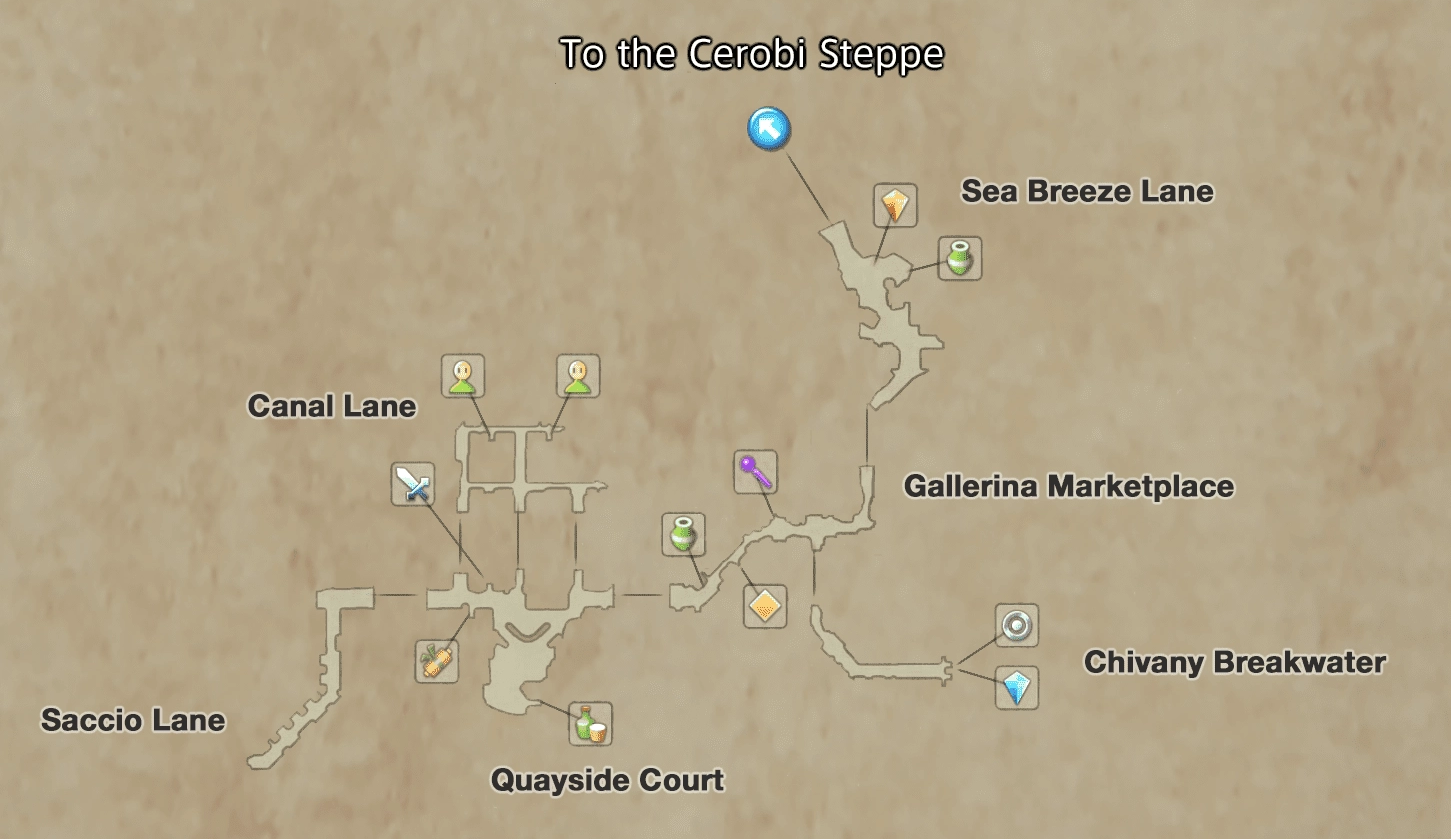 To the Cerobi Steppe
Sea Breeze Lane
Canal Lane
Gallerina Marketplace
Chivany Breakwater
Saccio Lane
Quayside Court